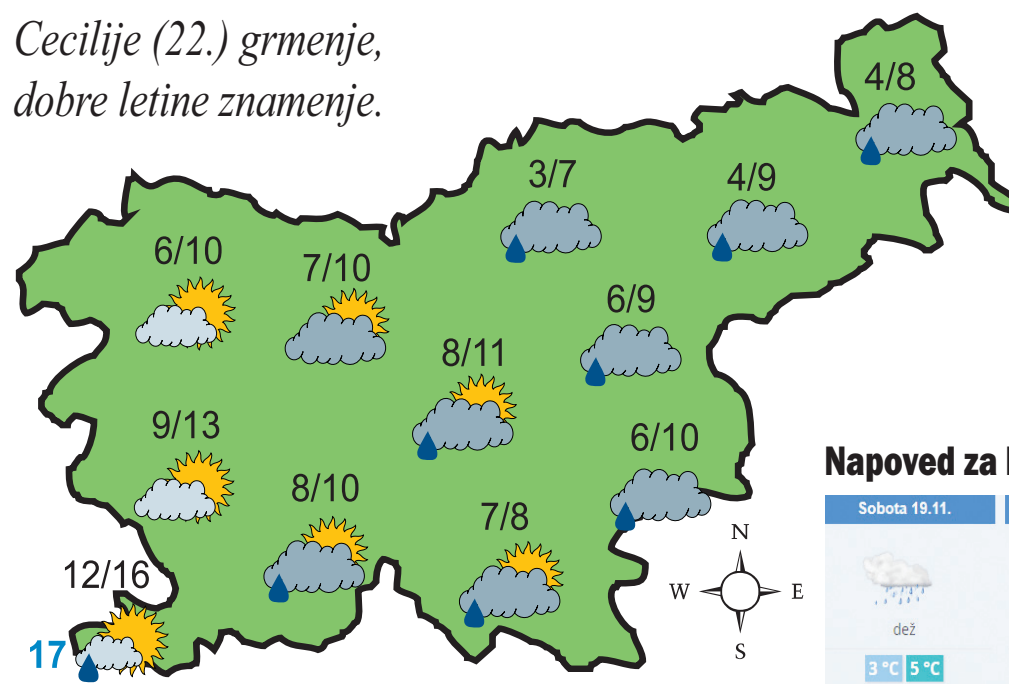 Cecilije (22.) grmenje,
dobre letine znamenje.
4/8
3/7
4/9
6/10
7/10
6/9
8/11
9/13
6/10
8/10
7/8
12/16
17
N
W
E
S
Napoved za
Sobota 19.11.
dež
3 °C 5 °C